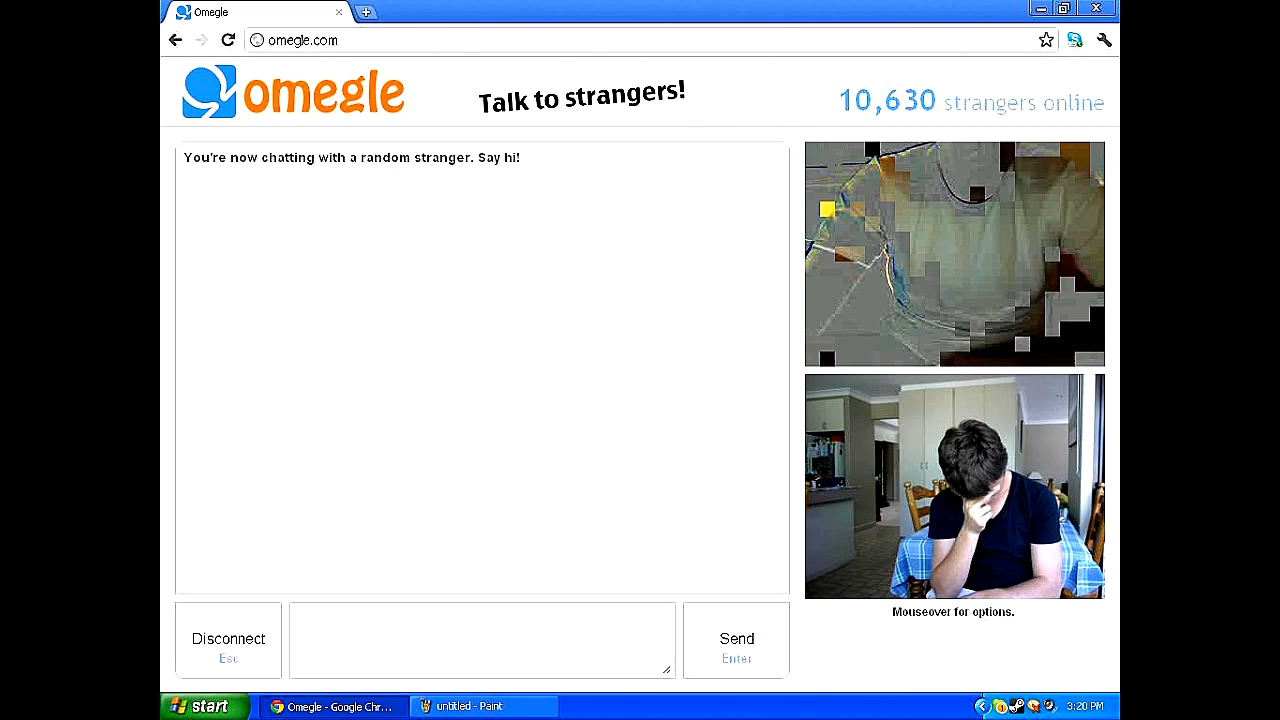 Omegle
omegle.com
omegle
Talk to strangers!
10,630 strangers online
You're now chatting with a random stranger. Say hi!
Disconnect
Esc
Send
Enter
Mouseover for options.
start
Omegle - Google Chr...
untitled - Paint
3:20 PM